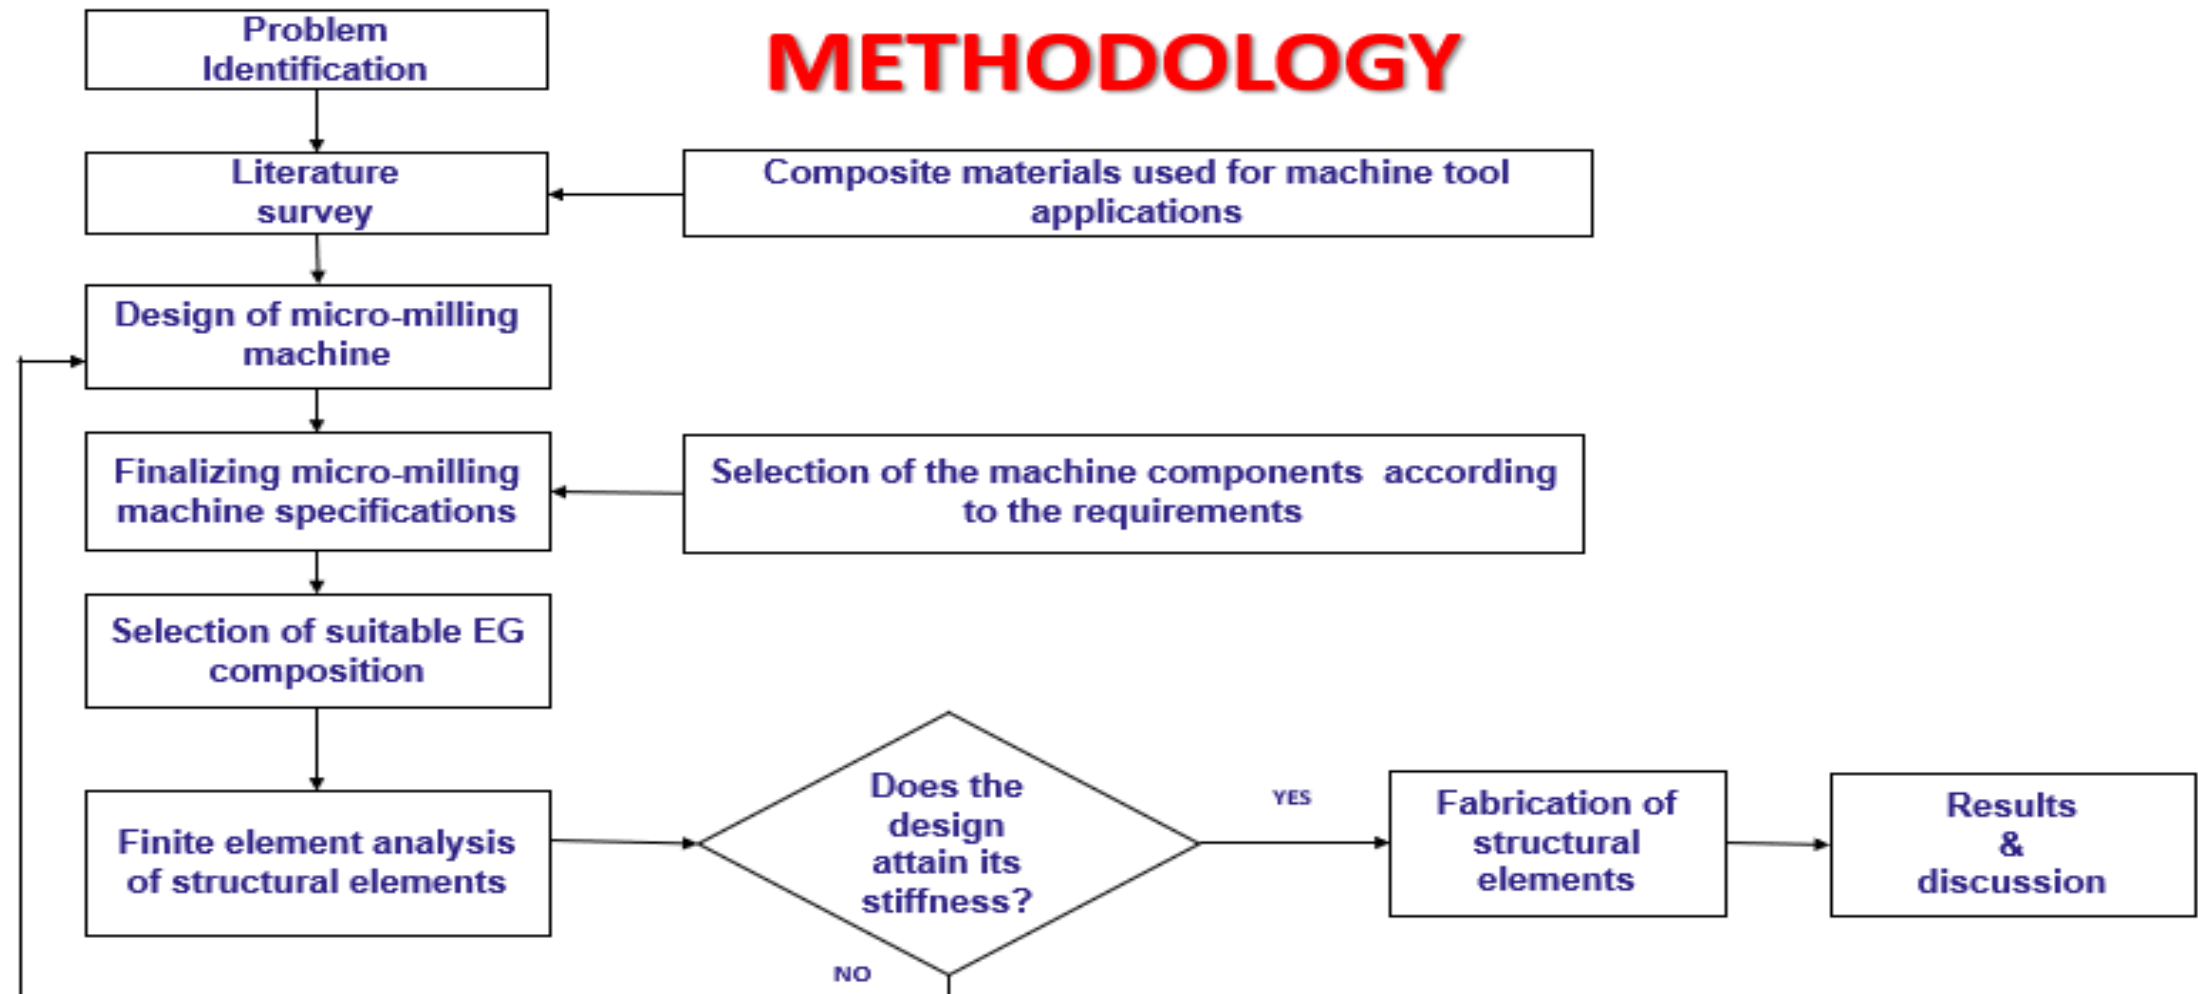 METHODOLOGY
Problem
Identification
Literature
survey
Composite materials used for machine tool
applications
Design of micro-milling
machine
Finalizing micro-milling
machine specifications
Selection of the machine components  according
to the requirements
Selection of suitable EG
composition
Finite element analysis
of structural elements
Does the
design
attain its
stiffness?
YES
Fabrication of
structural
elements
Results
&
discussion
NO